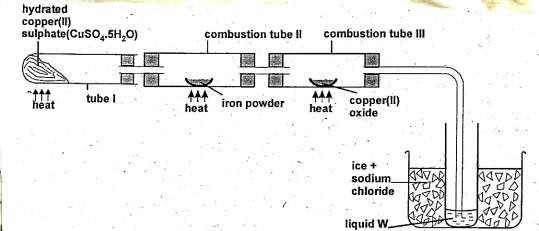 hydrated
copper(II)
sulphate(CuSO₄.5H₂O)
combustion tube II
combustion tube III
heat
tube I
heat
iron powder
heat
copper(II)
oxide
ice +
sodium
chloride
liquid W